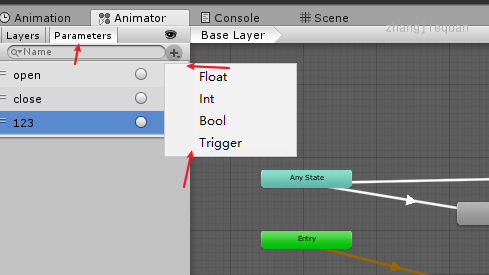 Animation Animator Console Scene
Layers Parameters Base Layer zhangjiequan
Name
open
close
123
Float
Int
Bool
Trigger
Any State
Entry